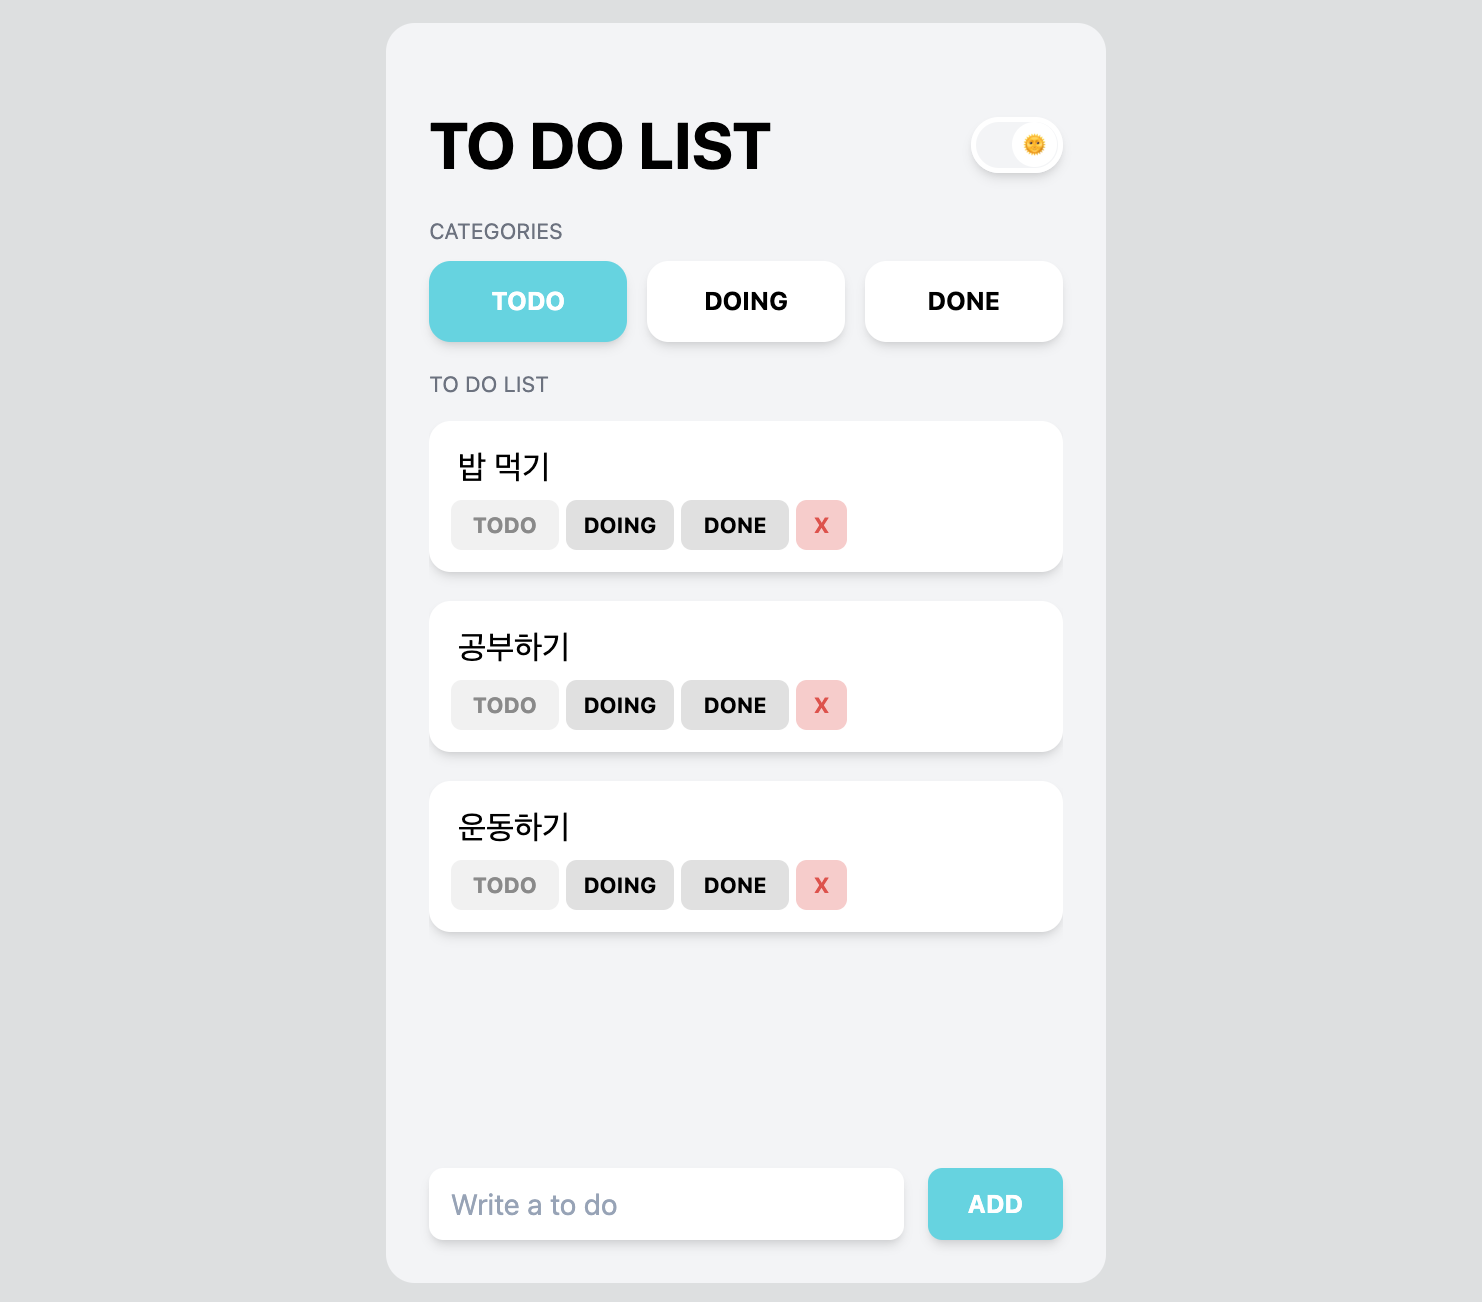 TO DO LIST
CATEGORIES
TODO DOING DONE
TO DO LIST
밥 먹기
TODO DOING DONE X
공부하기
TODO DOING DONE X
운동하기
TODO DOING DONE X
Write a to do ADD